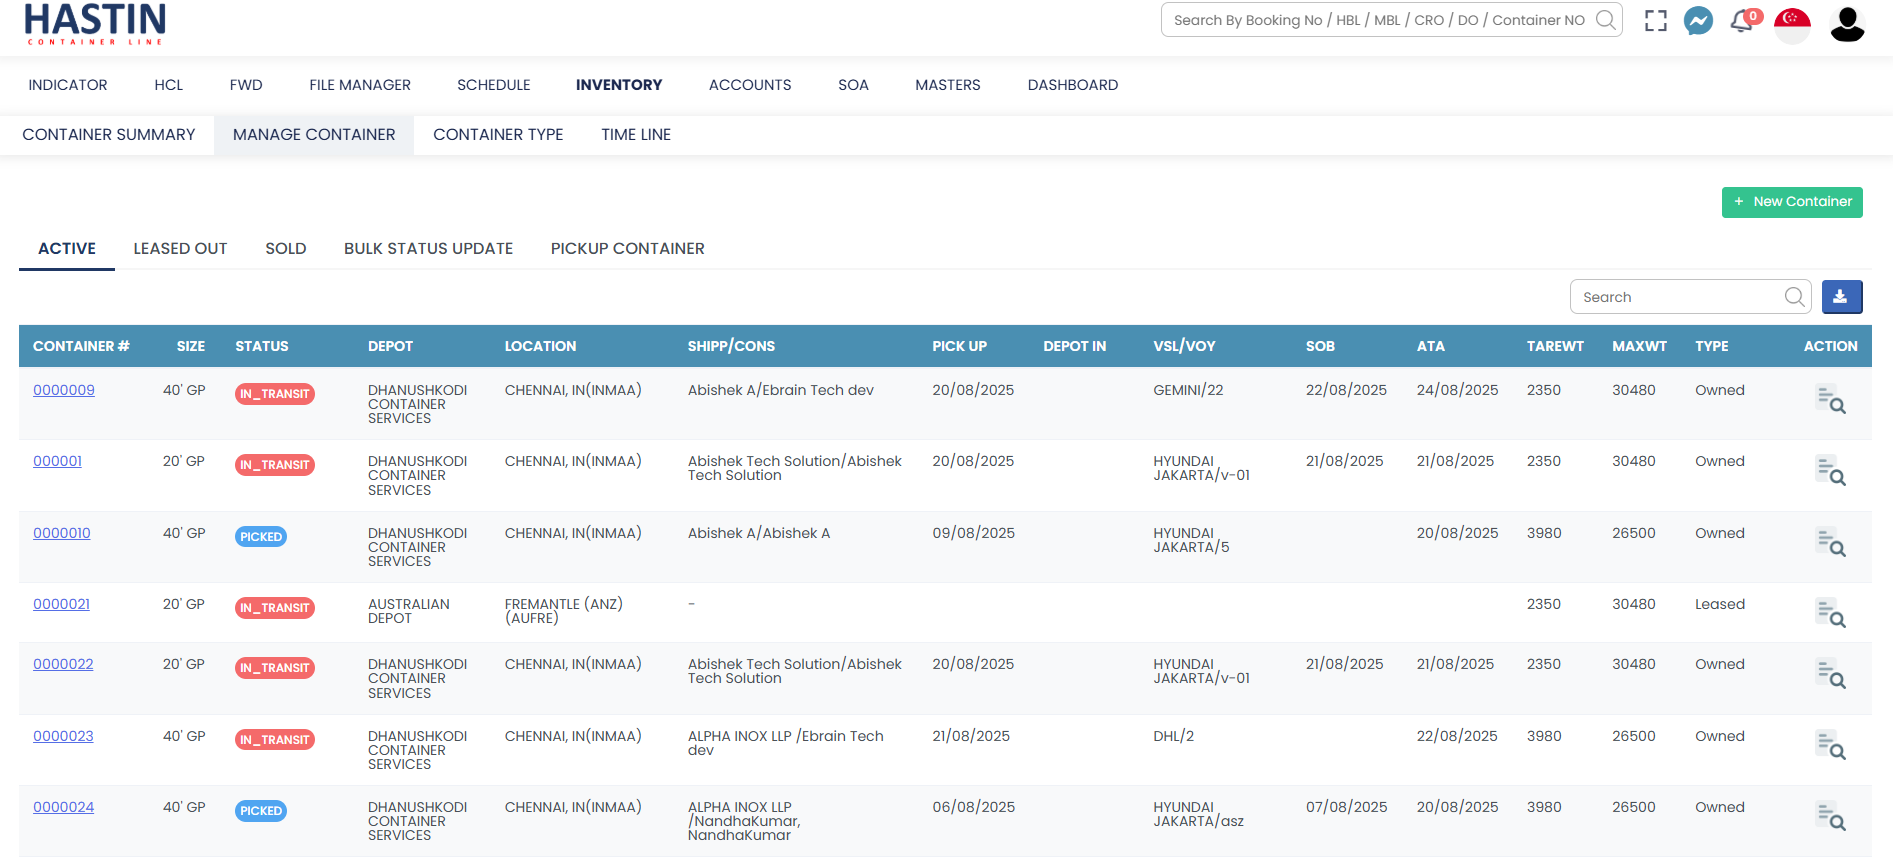 HASTIN
CONTAINER LINE
Search By Booking No / HBL / MBL / CRO / DO / Container NO
0
INDICATOR HCL FWD FILE MANAGER SCHEDULE INVENTORY ACCOUNTS SOA MASTERS DASHBOARD
CONTAINER SUMMARY MANAGE CONTAINER CONTAINER TYPE TIME LINE
+ New Container
ACTIVE LEASED OUT SOLD BULK STATUS UPDATE PICKUP CONTAINER
Search
CONTAINER # SIZE STATUS DEPOT LOCATION SHIPP/CONS PICK UP DEPOT IN VSL/VOY SOB ATA TAREWT MAXWT TYPE ACTION
0000009 40' GP IN_TRANSIT DHANUSHKODI CHENNAI, IN(INMAA) Abishek A/Ebrain Tech dev 20/08/2025 GEMINI/22 22/08/2025 24/08/2025 2350 30480 Owned
CONTAINER
SERVICES
000001 20' GP IN_TRANSIT DHANUSHKODI CHENNAI, IN(INMAA) Abishek Tech Solution/Abishek 20/08/2025 HYUNDAI 21/08/2025 21/08/2025 2350 30480 Owned
CONTAINER Tech Solution JAKARTA/v-01
SERVICES
0000010 40' GP PICKED DHANUSHKODI CHENNAI, IN(INMAA) Abishek A/Abishek A 09/08/2025 HYUNDAI 20/08/2025 3980 26500 Owned
CONTAINER JAKARTA/5
SERVICES
0000021 20' GP IN_TRANSIT AUSTRALIAN FREMANTLE (ANZ) - 2350 30480 Leased
DEPOT (AUFRE)
0000022 20' GP IN_TRANSIT DHANUSHKODI CHENNAI, IN(INMAA) Abishek Tech Solution/Abishek 20/08/2025 HYUNDAI 21/08/2025 21/08/2025 2350 30480 Owned
CONTAINER Tech Solution JAKARTA/v-01
SERVICES
0000023 40' GP IN_TRANSIT DHANUSHKODI CHENNAI, IN(INMAA) ALPHA INOX LLP /Ebrain Tech 21/08/2025 DHL/2 22/08/2025 3980 26500 Owned
CONTAINER dev
SERVICES
0000024 40' GP PICKED DHANUSHKODI CHENNAI, IN(INMAA) ALPHA INOX LLP 06/08/2025 HYUNDAI 07/08/2025 20/08/2025 3980 26500 Owned
CONTAINER /NandhaKumar, JAKARTA/asz
SERVICES NandhaKumar